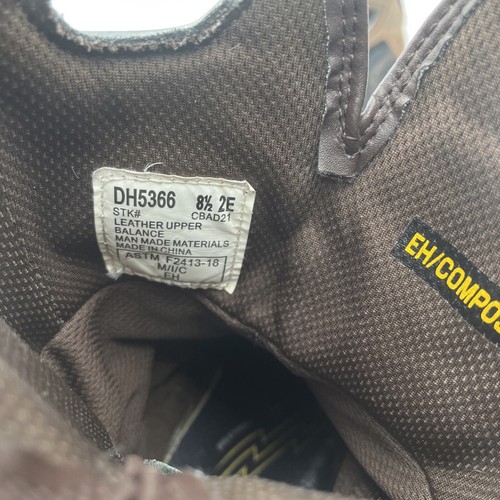 DH5366 8½ 2E
STK# CBAD21
LEATHER UPPER
BALANCE
MAN MADE MATERIALS
MADE IN CHINA
ASTM F2413-18
M/I/C
EH
EH/COMPOS